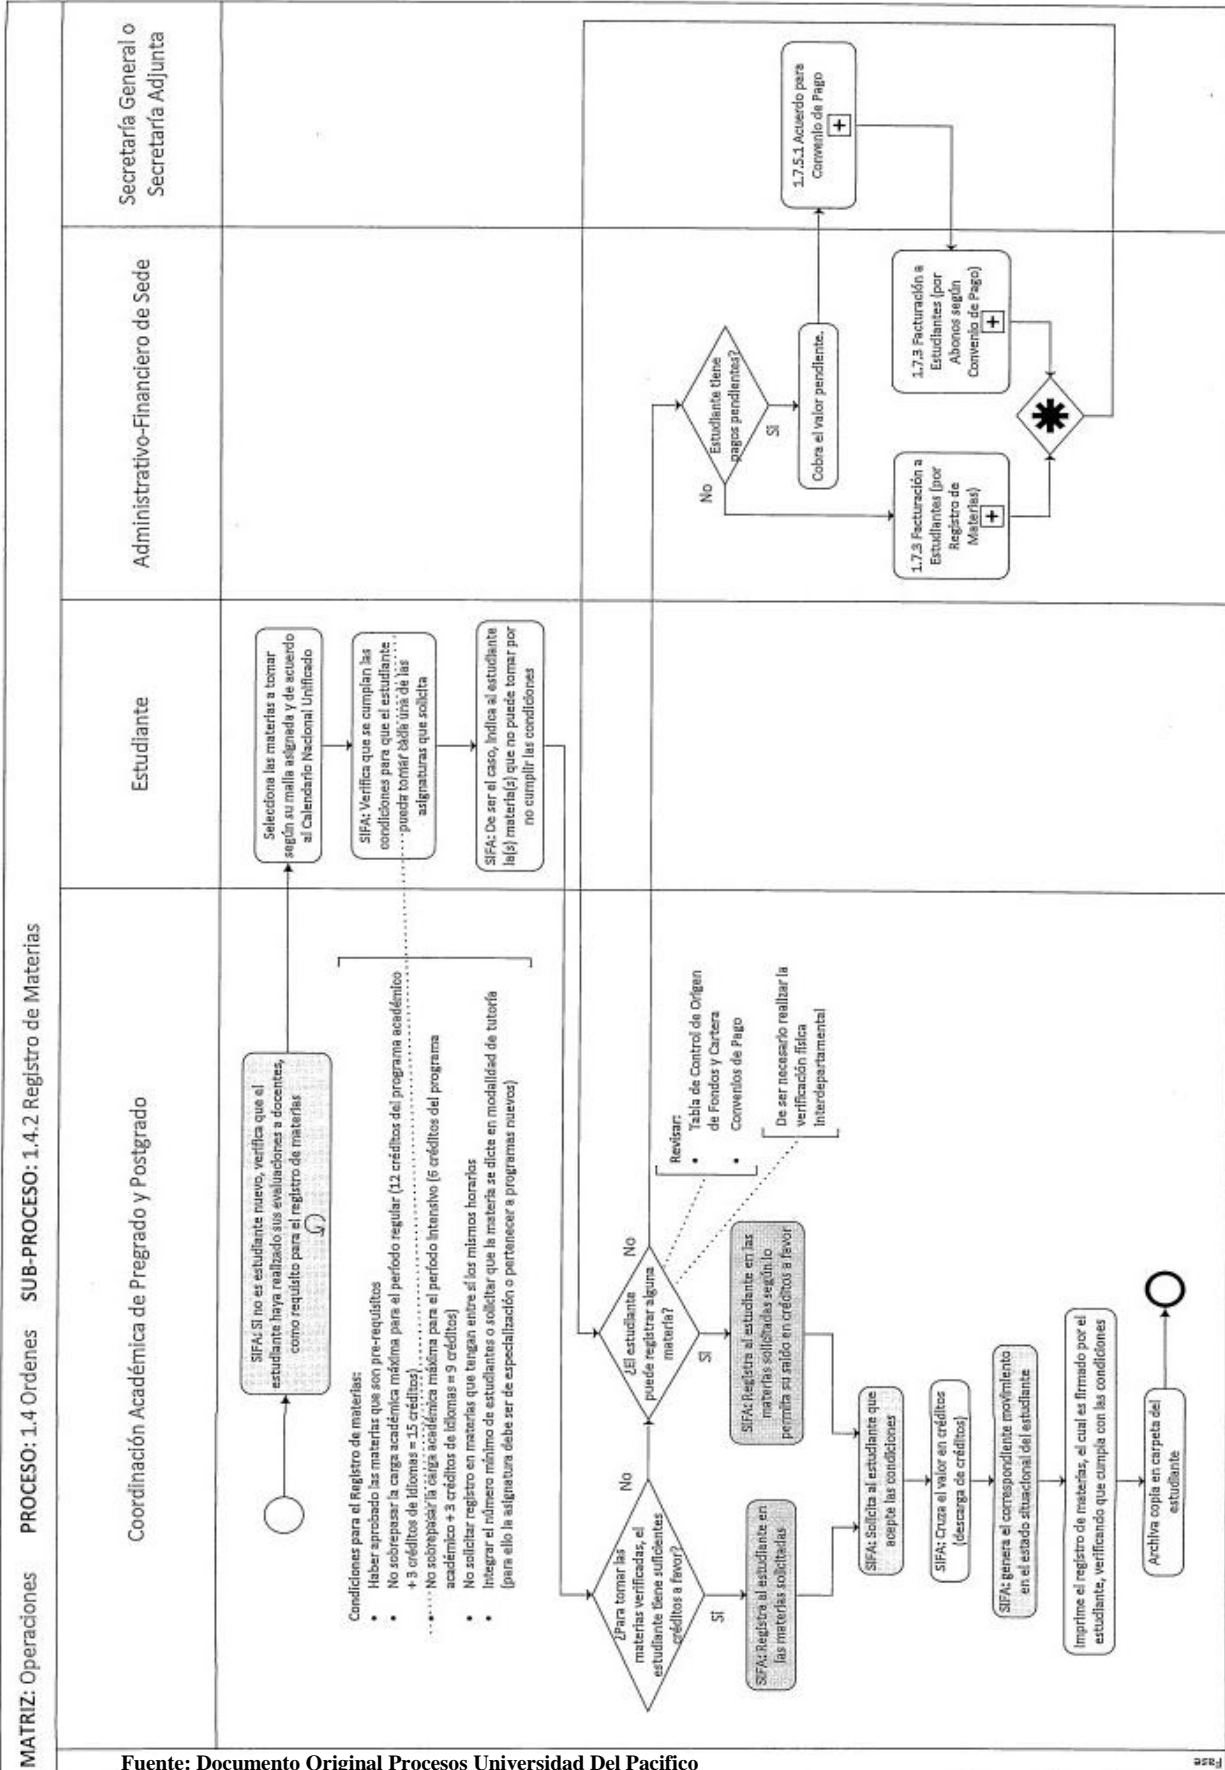 MATRIZ: Operaciones PROCESO: 1.4 Ordenes SUB-PROCESO: 1.4.2 Registro de Materias
Coordinación Académica de Pregrado y Postgrado
Estudiante
Administrativo-Financiero de Sede
Secretaría General o
Secretaría Adjunta
SIFA: Si no es estudiante nuevo, verifica que el
estudiante haya realizado sus evaluaciones a docentes,
como requisito para el registro de materias
Selecciona las materias a tomar
según su malla asignada y de acuerdo
al Calendario Nacional Unificado
SIFA: Verifica que se cumplan las
condiciones para que el estudiante
pueda tomar cada una de las
asignaturas que solicita
SIFA: De ser el caso, indica al estudiante
la(s) materia(s) que no puede tomar por
no cumplir las condiciones
Condiciones para el Registro de materias:
• Haber aprobado las materias que son pre-requisitos
• No sobrepasar la carga académica máxima para el período regular (12 créditos del programa académico
+ 3 créditos de idiomas = 15 créditos)
• No sobrepasar la carga académica máxima para el período intensivo (6 créditos del programa
académico + 3 créditos de idiomas = 9 créditos)
• No solicitar registro en materias que tengan entre sí los mismos horarios
• Integrar el número mínimo de estudiantes o solicitar que la materia se dicte en modalidad de tutoría
(para ello la asignatura debe ser de especialización o pertenecer a programas nuevos)
¿Para tomar las
materias verificadas, el
estudiante tiene suficientes
créditos a favor?
No
Si
¿El estudiante
puede registrar alguna
materia?
No
Si
Revisar:
• Tabla de Control de Origen
de Fondos y Cartera
• Convenios de Pago
De ser necesario realizar la
verificación física
interdepartamental
SIFA: Registra al estudiante en
las materias solicitadas
SIFA: Registra al estudiante en las
materias solicitadas según lo
permita su saldo en créditos a favor
SIFA: Solicita al estudiante que
acepte las condiciones
SIFA: Cruza el valor en créditos
(descarga de créditos)
SIFA: genera el correspondiente movimiento
en el estado situacional del estudiante
Imprime el registro de materias, el cual es firmado por el
estudiante, verificando que cumpla con las condiciones
Archiva copia en carpeta del
estudiante
Estudiante tiene
pagos pendientes?
No
Si
Cobra el valor pendiente.
1.7.5.1 Acuerdo para
Convenio de Pago
1.7.3 Facturación a
Estudiantes (por
Registro de
Materias)
1.7.3 Facturación a
Estudiantes (por
Abonos según
Convenio de Pago)
Fase
Fuente: Documento Original Procesos Universidad Del Pacifico